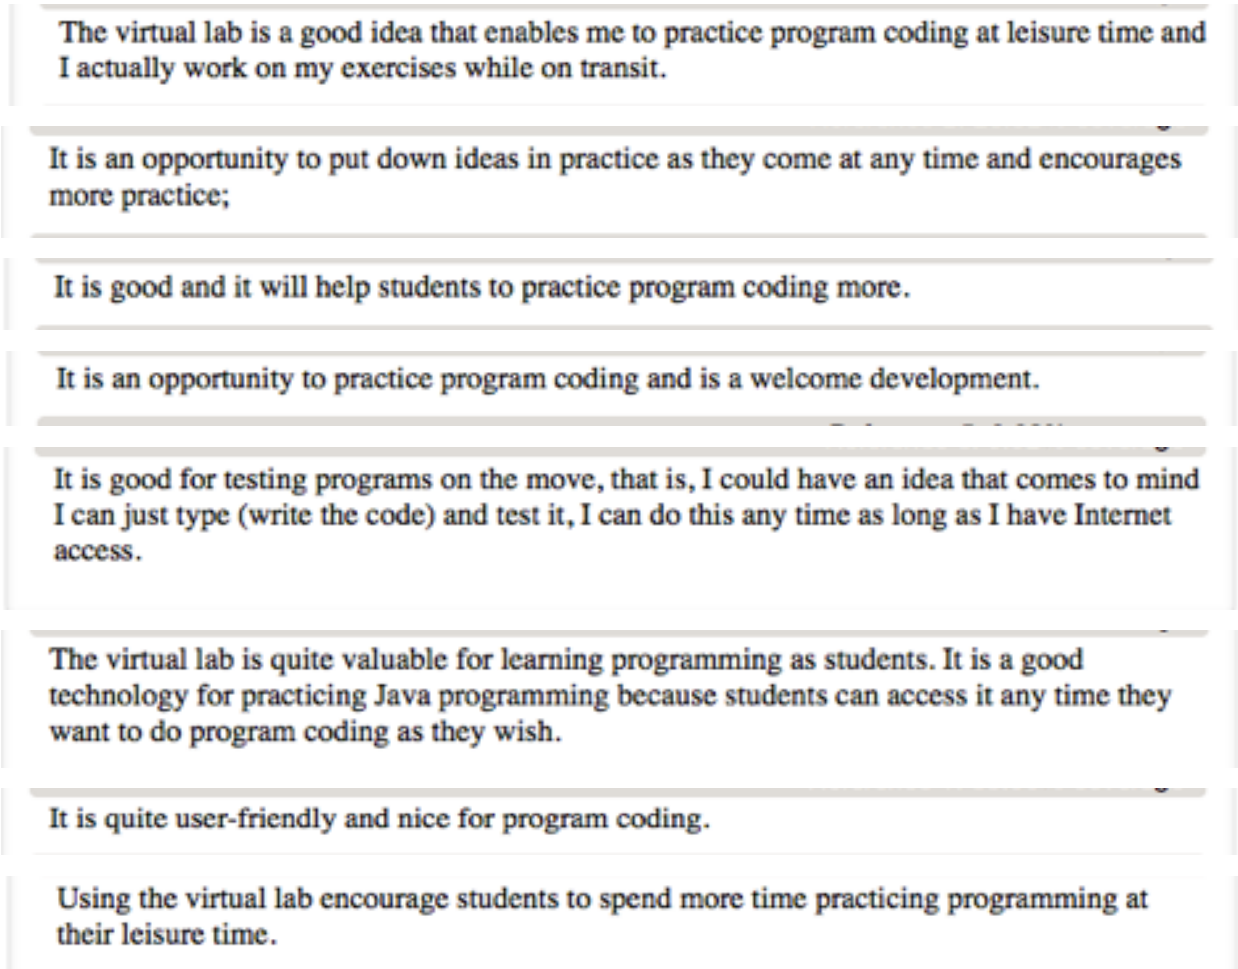 The virtual lab is a good idea that enables me to practice program coding at leisure time and
I actually work on my exercises while on transit.
It is an opportunity to put down ideas in practice as they come at any time and encourages
more practice;
It is good and it will help students to practice program coding more.
It is an opportunity to practice program coding and is a welcome development.
It is good for testing programs on the move, that is, I could have an idea that comes to mind
I can just type (write the code) and test it, I can do this any time as long as I have Internet
access.
The virtual lab is quite valuable for learning programming as students. It is a good
technology for practicing Java programming because students can access it any time they
want to do program coding as they wish.
It is quite user-friendly and nice for program coding.
Using the virtual lab encourage students to spend more time practicing programming at
their leisure time.